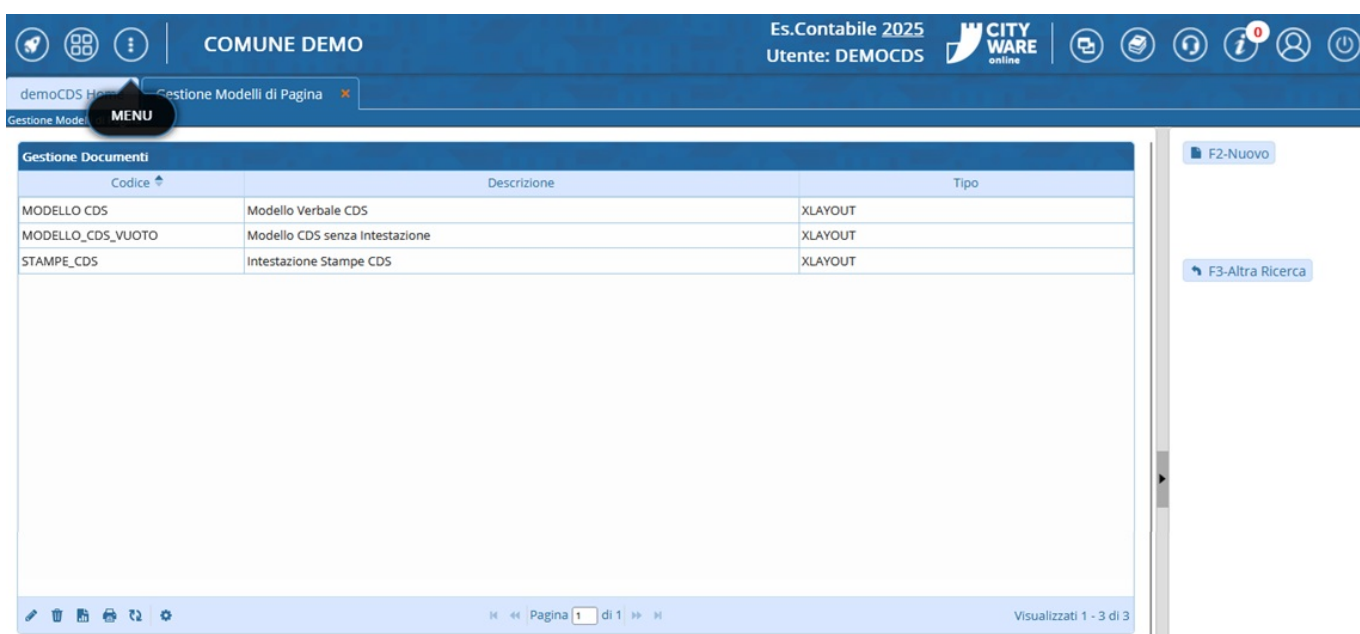 COMUNE DEMO
Es.Contabile 2025
Utente: DEMOCDS
CITY
WARE
online
0
demoCDS
Gestione Modelli di Pagina
MENU
Gestione Model
Gestione Documenti
Codice Descrizione Tipo
MODELLO CDS Modello Verbale CDS XLAYOUT
MODELLO_CDS_VUOTO Modello CDS senza Intestazione XLAYOUT
STAMPE_CDS Intestazione Stampe CDS XLAYOUT
F2-Nuovo
F3-Altra Ricerca
Pagina 1 di 1
Visualizzati 1 - 3 di 3